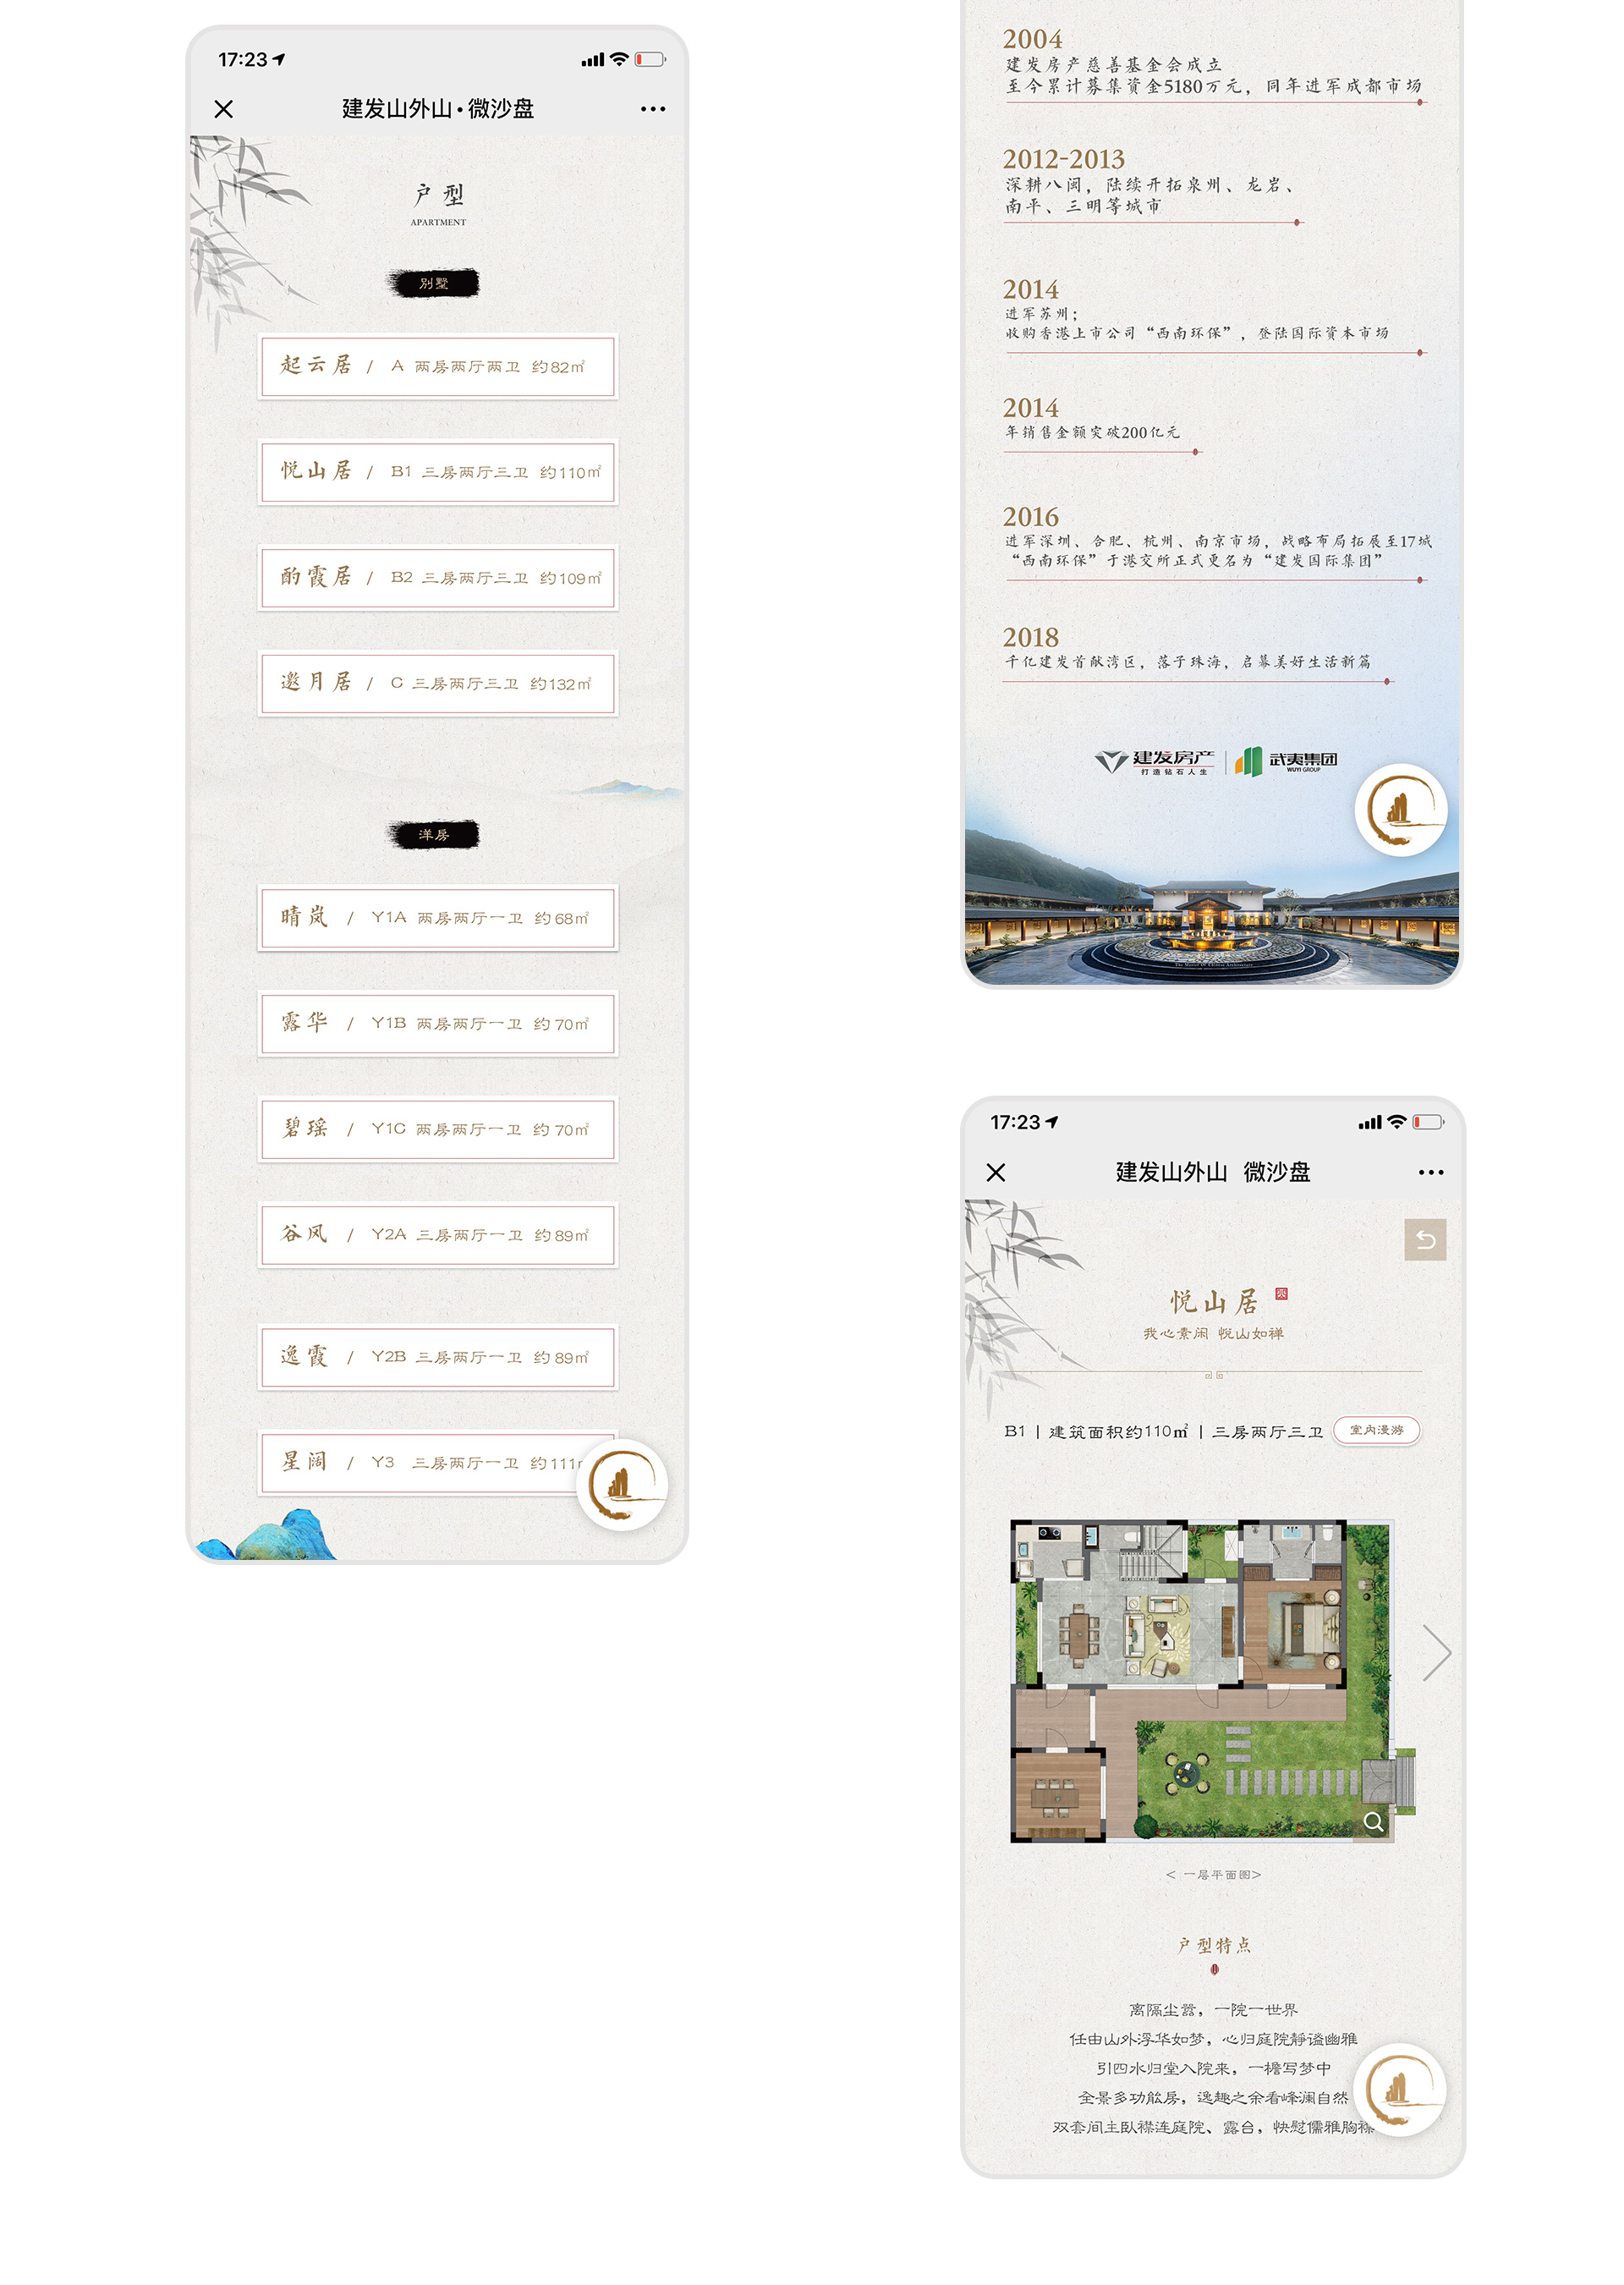 17:23
建发山外山·微沙盘
户型
APARTMENT
别墅
起云居 / A 两房两厅两卫 约82㎡
悦山居 / B1 三房两厅三卫 约110㎡
酌霞居 / B2 三房两厅三卫 约109㎡
邀月居 / C 三房两厅三卫 约132㎡
洋房
晴岚 / Y1A 两房两厅一卫 约68㎡
露华 / Y1B 两房两厅一卫 约70㎡
碧瑶 / Y1C 两房两厅一卫 约70㎡
谷风 / Y2A 三房两厅一卫 约89㎡
逸霞 / Y2B 三房两厅一卫 约89㎡
星阔 / Y3 三房两厅一卫 约111
2004
建发房产慈善基金会成立
至今累计募集资金5180万元，同年进军成都市场
2012-2013
深耕八闽，陆续开拓泉州、龙岩、
南平、三明等城市
2014
进军苏州；
收购香港上市公司“西南环保”，登陆国际资本市场
2014
年销售金额突破200亿元
2016
进军深圳、合肥、杭州、南京市场，战略布局拓展至17城
“西南环保”于港交所正式更名为“建发国际集团”
2018
千亿建发首献湾区，落子珠海，启幕美好生活新篇
建发房产
打造钻石人生
武夷集团
WUYI GROUP
17:23
建发山外山 微沙盘
悦山居
我心素闲 悦山如禅
B1 | 建筑面积约110㎡ | 三房两厅三卫
室内漫游
< 一层平面图>
户型特点
离隔尘嚣，一院一世界
任由山外浮华如梦，心归庭院静谧幽雅
引四水归堂入院来，一檐写梦中
全景多功能房，逸趣之余看峰澜自然
双套间主卧襟连庭院、露台，快慰儒雅胸襟